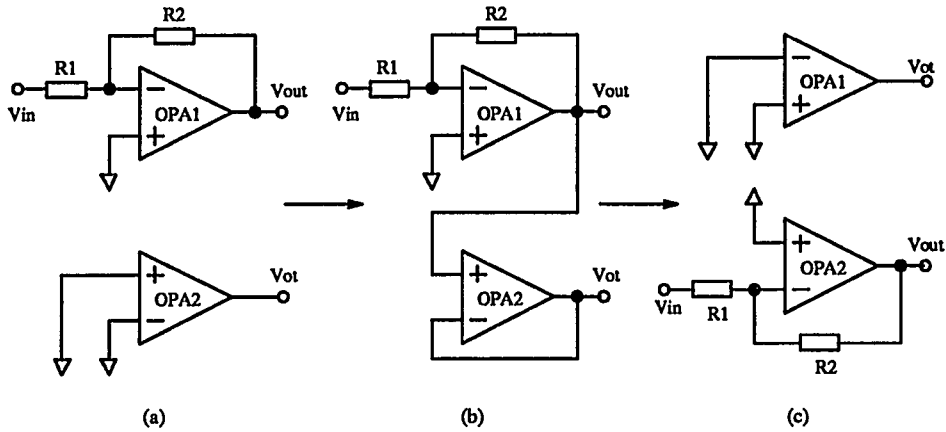 R2
R1
Vin
−
OPA1
+
Vout
+
OPA2
−
Vot
(a)
R2
R1
Vin
−
OPA1
+
Vout
+
OPA2
−
Vot
(b)
−
OPA1
+
Vot
+
OPA2
−
Vout
Vin
R1
R2
(c)